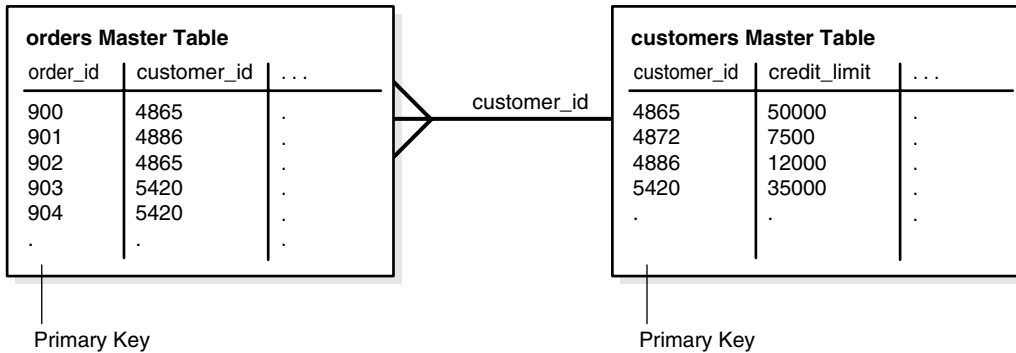 orders Master Table
order_id customer_id . . .
900 4865 .
901 4886 .
902 4865 .
903 5420 .
904 5420 .
. . .
customer_id
customers Master Table
customer_id credit_limit . . .
4865 50000 .
4872 7500 .
4886 12000 .
5420 35000 .
. . .
Primary Key
Primary Key